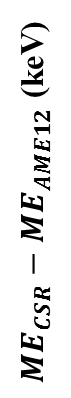 ME_CSR − ME_AME12 (keV)